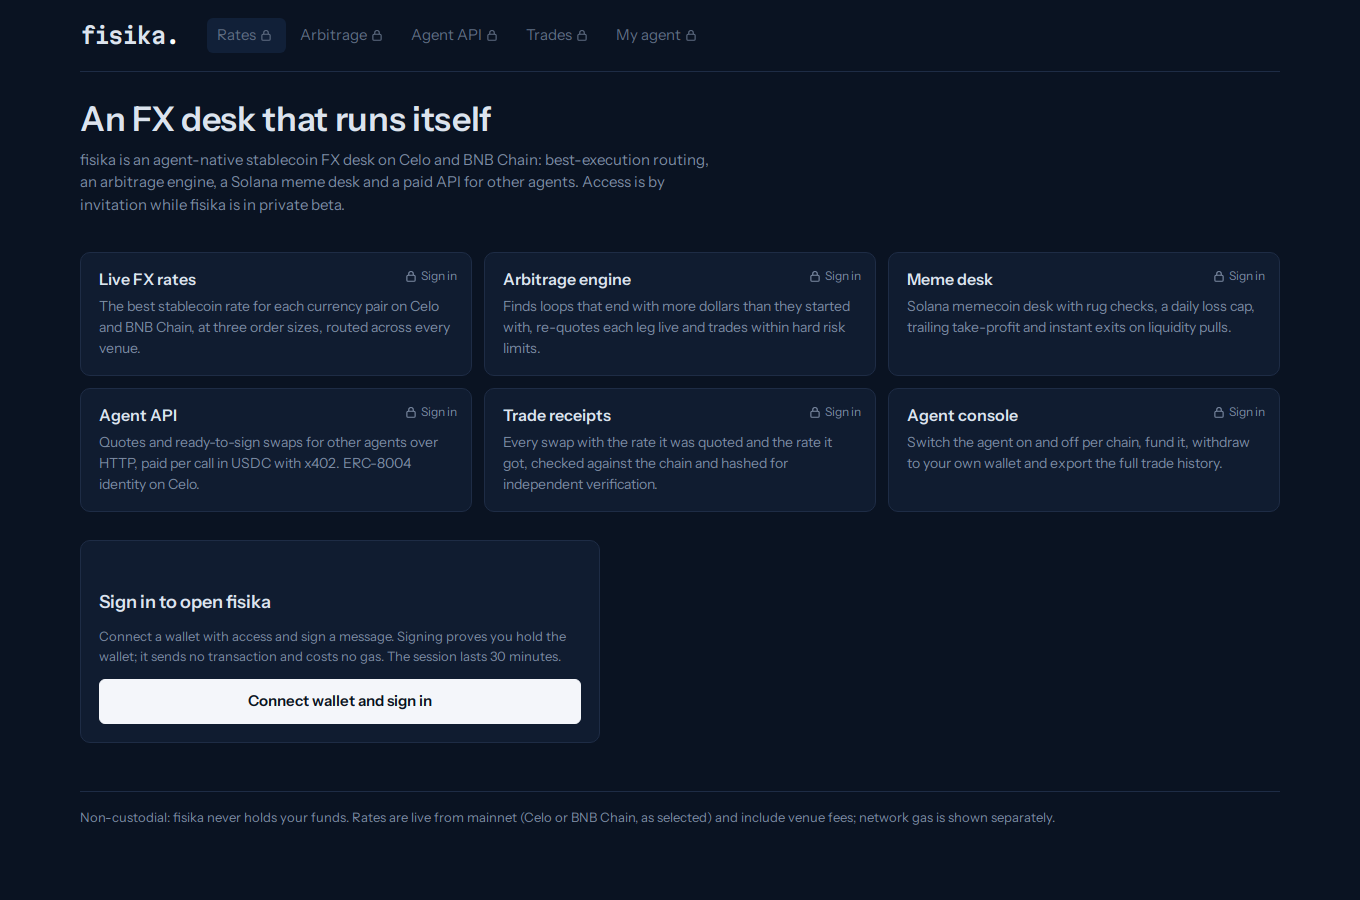 fisika.
Rates
Arbitrage
Agent API
Trades
My agent
An FX desk that runs itself
fisika is an agent-native stablecoin FX desk on Celo and BNB Chain: best-execution routing,
an arbitrage engine, a Solana meme desk and a paid API for other agents. Access is by
invitation while fisika is in private beta.
Live FX rates
Sign in
The best stablecoin rate for each currency pair on Celo
and BNB Chain, at three order sizes, routed across every
venue.
Arbitrage engine
Sign in
Finds loops that end with more dollars than they started
with, re-quotes each leg live and trades within hard risk
limits.
Meme desk
Sign in
Solana memecoin desk with rug checks, a daily loss cap,
trailing take-profit and instant exits on liquidity pulls.
Agent API
Sign in
Quotes and ready-to-sign swaps for other agents over
HTTP, paid per call in USDC with x402. ERC-8004
identity on Celo.
Trade receipts
Sign in
Every swap with the rate it was quoted and the rate it
got, checked against the chain and hashed for
independent verification.
Agent console
Sign in
Switch the agent on and off per chain, fund it, withdraw
to your own wallet and export the full trade history.
Sign in to open fisika
Connect a wallet with access and sign a message. Signing proves you hold the
wallet; it sends no transaction and costs no gas. The session lasts 30 minutes.
Connect wallet and sign in
Non-custodial: fisika never holds your funds. Rates are live from mainnet (Celo or BNB Chain, as selected) and include venue fees; network gas is shown separately.